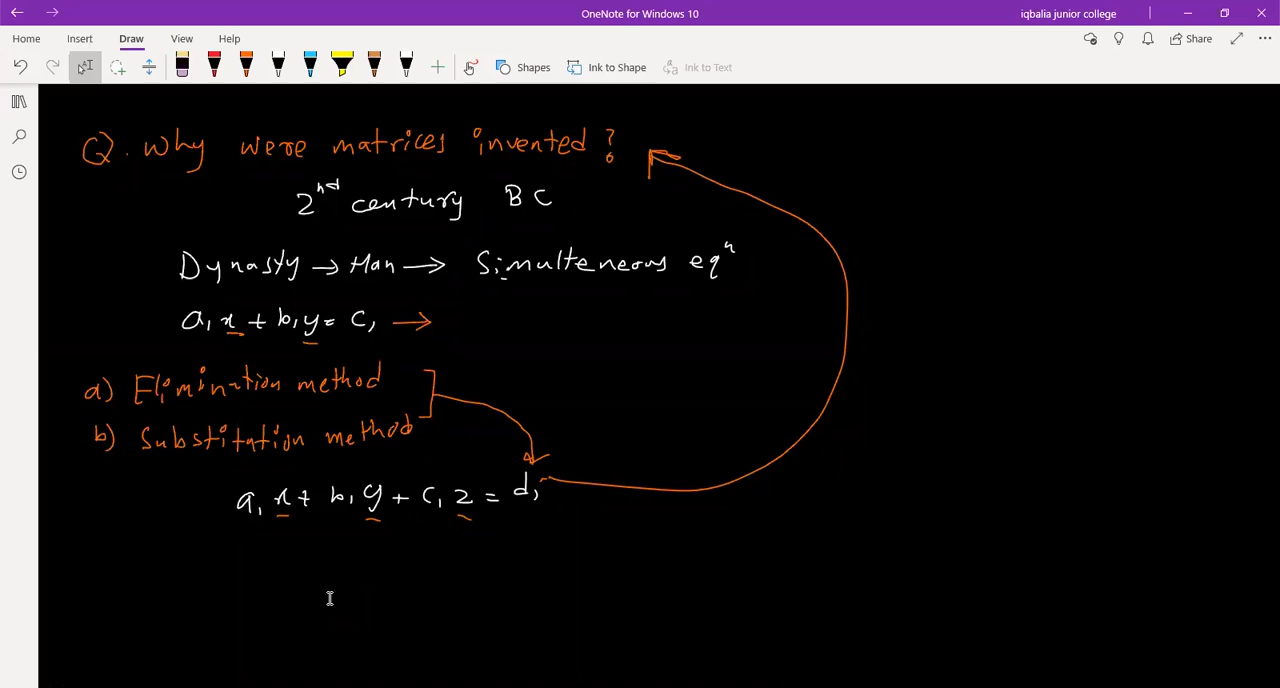 OneNote for Windows 10
iqbalia junior college
Home Insert Draw View Help
Share
Shapes
Ink to Shape
Ink to Text
Q. Why were matrices invented?
2nd century BC
Dynasty → Han → Simulteneous eqn
a₁x + b₁y = c₁ →
a) Elimination method
b) Substitution method
a₁x + b₁y + c₁z = d₁